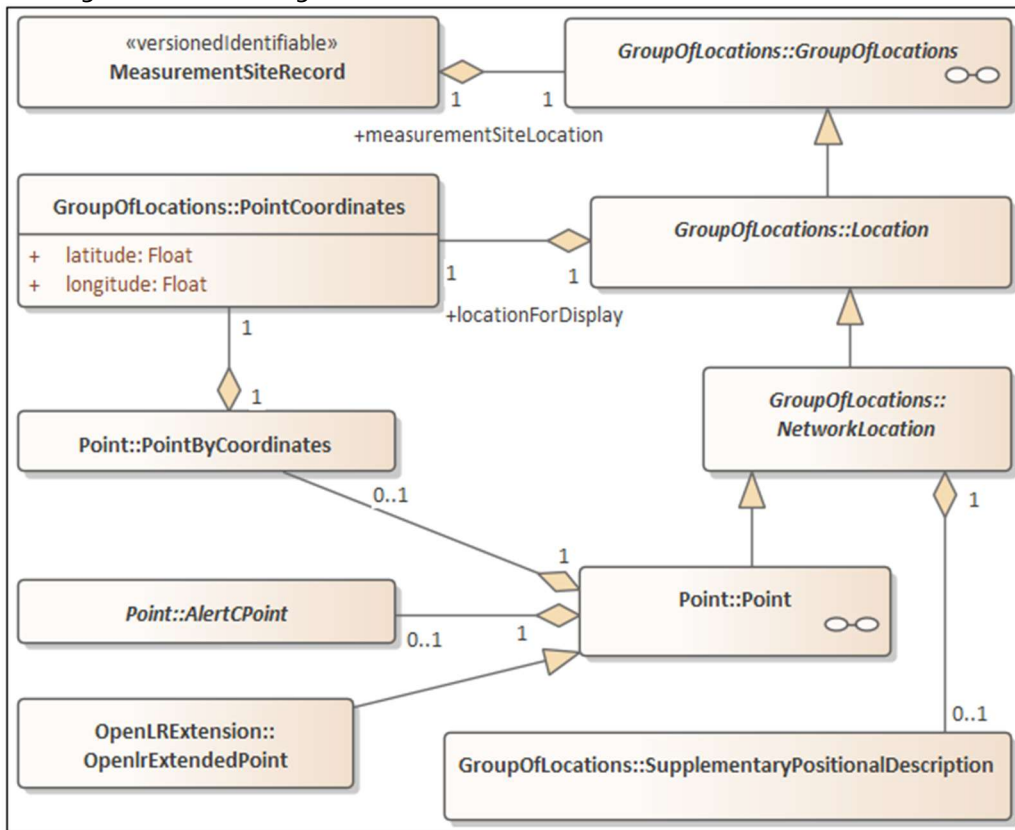 «versionedIdentifiable»
MeasurementSiteRecord
GroupOfLocations::GroupOfLocations
1
1
+measurementSiteLocation
GroupOfLocations::PointCoordinates
+ latitude: Float
+ longitude: Float
GroupOfLocations::Location
1
1
+locationForDisplay
1
1
GroupOfLocations::
NetworkLocation
Point::PointByCoordinates
0..1
1
1
Point::Point
Point::AlertCPoint
0..1
1
OpenLRExtension::
OpenlrExtendedPoint
0..1
GroupOfLocations::SupplementaryPositionalDescription